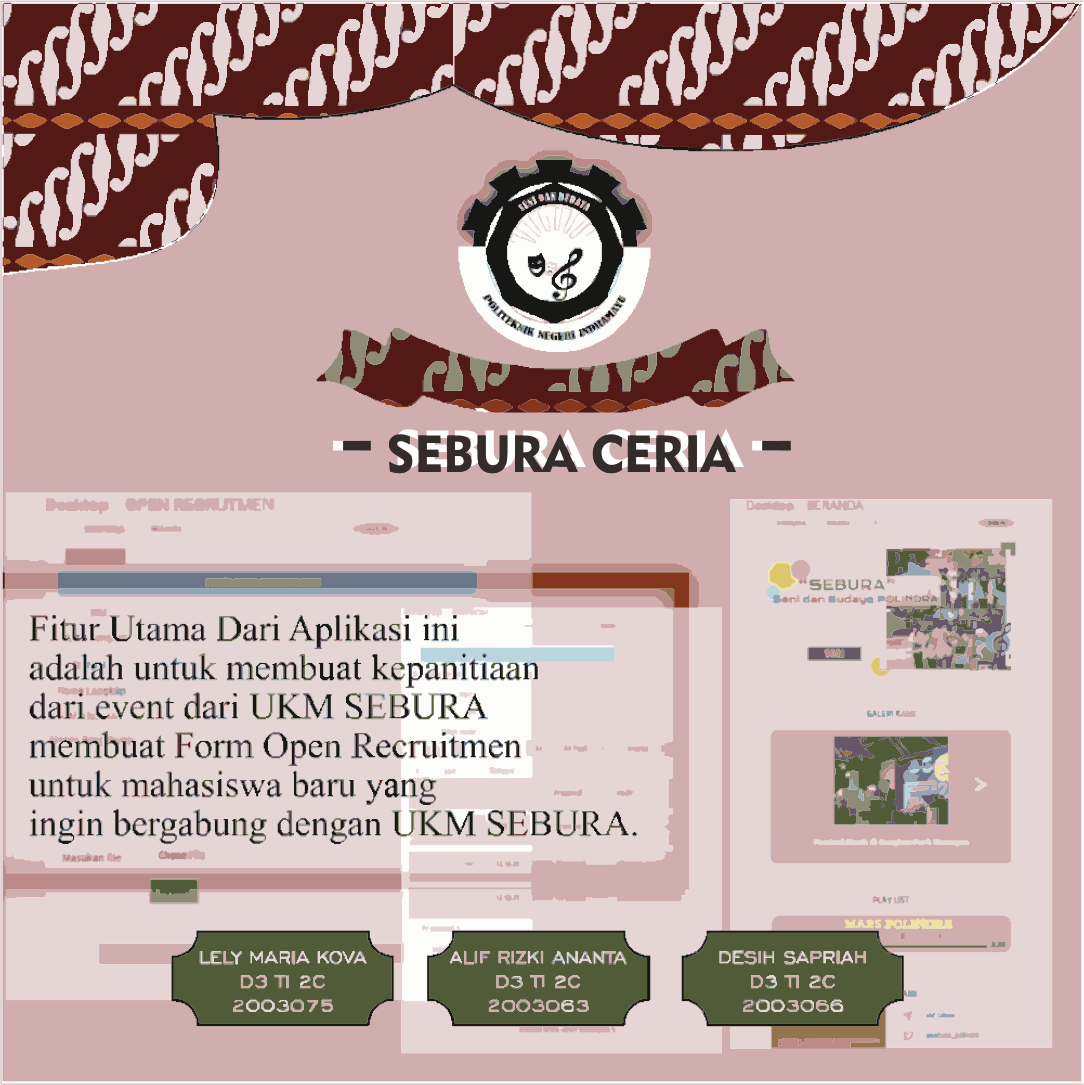 SENI DAN BUDAYA
POLITEKNIK NEGERI INDRAMAYU
SEBURA CERIA
Desktop OPEN RECRUTMEN
Desktop BERANDA
"SEBURA"
Seni dan Budaya POLINDRA
Fitur Utama Dari Aplikasi ini
adalah untuk membuat kepanitiaan
dari event dari UKM SEBURA
membuat Form Open Recruitmen
untuk mahasiswa baru yang
ingin bergabung dengan UKM SEBURA.
Masukan file
PLAY LIST
MARS POLINDRA
LELY MARIA KOVA
D3 TI 2C
2003075
ALIF RIZKI ANANTA
D3 TI 2C
2003063
DESIH SAPRIAH
D3 TI 2C
2003066